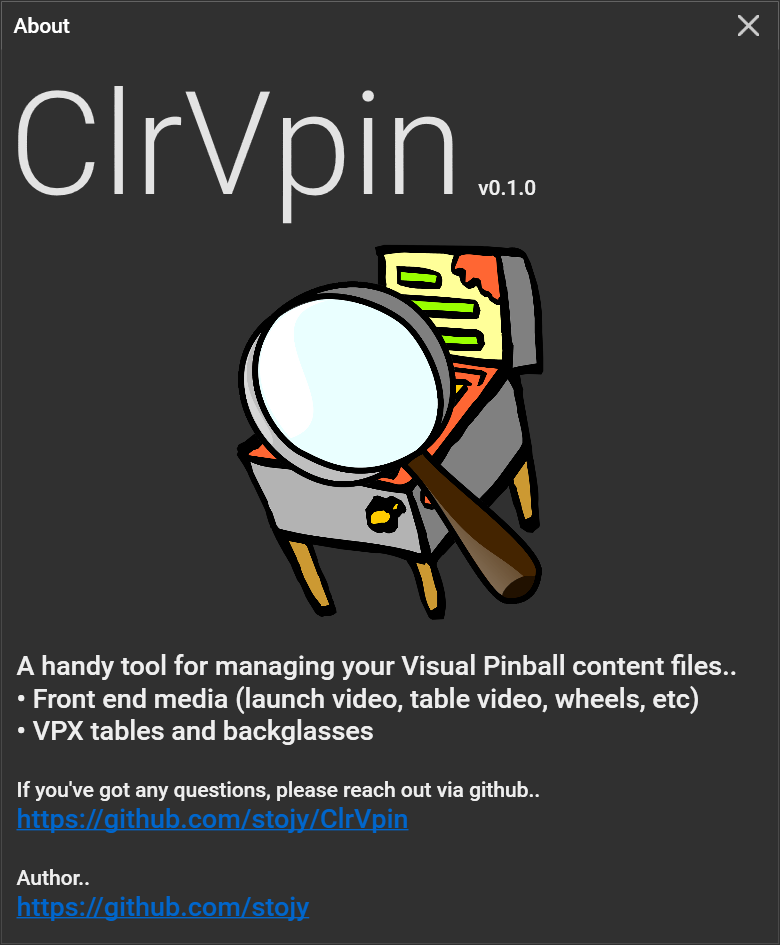 About
ClrVpin v0.1.0
A handy tool for managing your Visual Pinball content files..
• Front end media (launch video, table video, wheels, etc)
• VPX tables and backglasses
If you've got any questions, please reach out via github..
https://github.com/stojy/ClrVpin
Author..
https://github.com/stojy